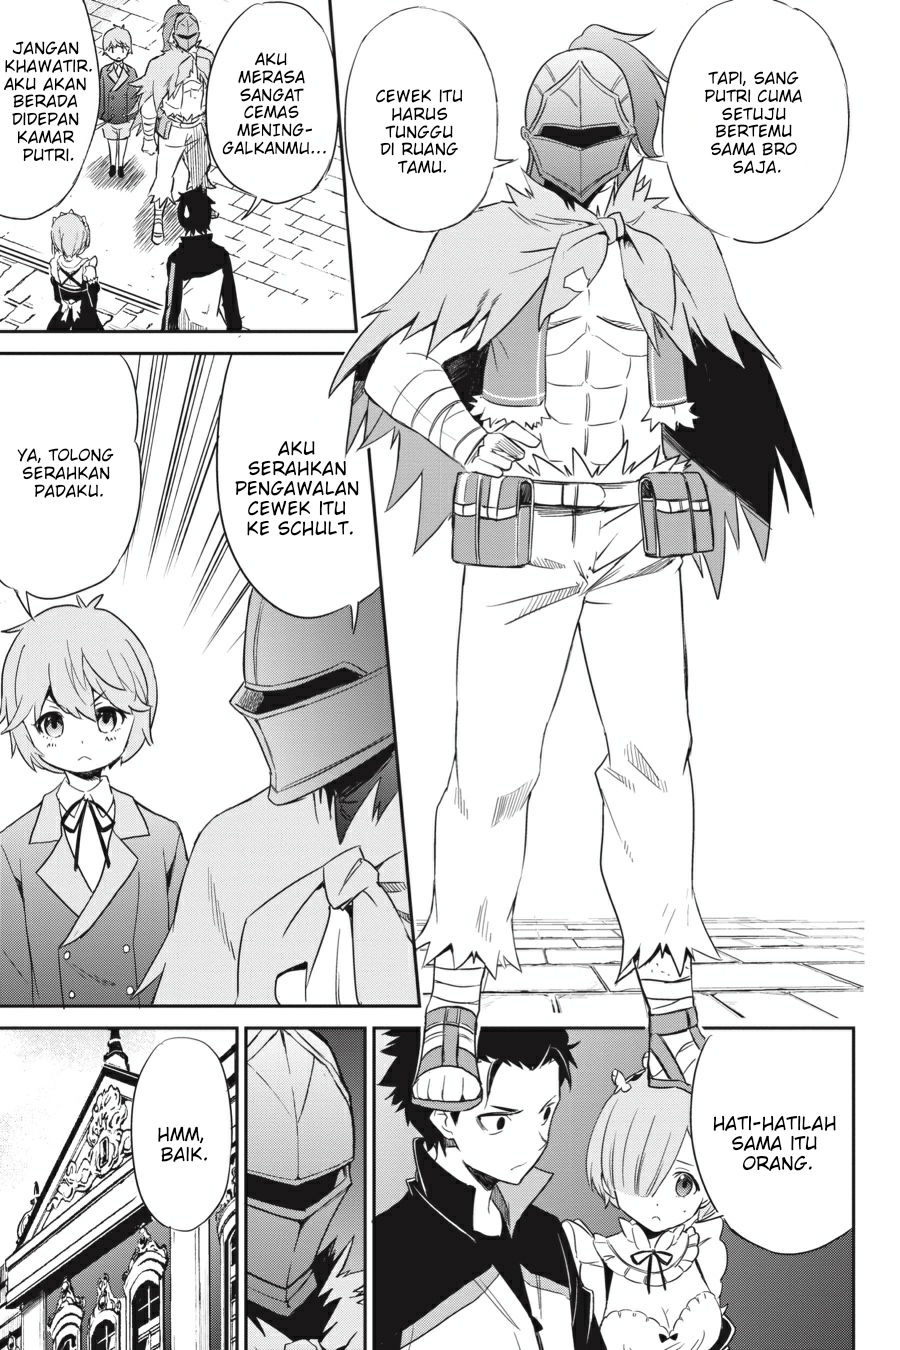 TAPI, SANG
PUTRI CUMA
SETUJU
BERTEMU
SAMA BRO
SAJA.
CEWEK ITU
HARUS
TUNGGU
DI RUANG
TAMU.
AKU
MERASA
SANGAT
CEMAS
MENING-
GALKANMU...
JANGAN
KHAWATIR.
AKU AKAN
BERADA
DIDEPAN
KAMAR
PUTRI.
AKU
SERAHKAN
PENGAWALAN
CEWEK ITU
KE SCHULT.
YA, TOLONG
SERAHKAN
PADAKU.
HATI-HATILAH
SAMA ITU
ORANG.
HMM,
BAIK.